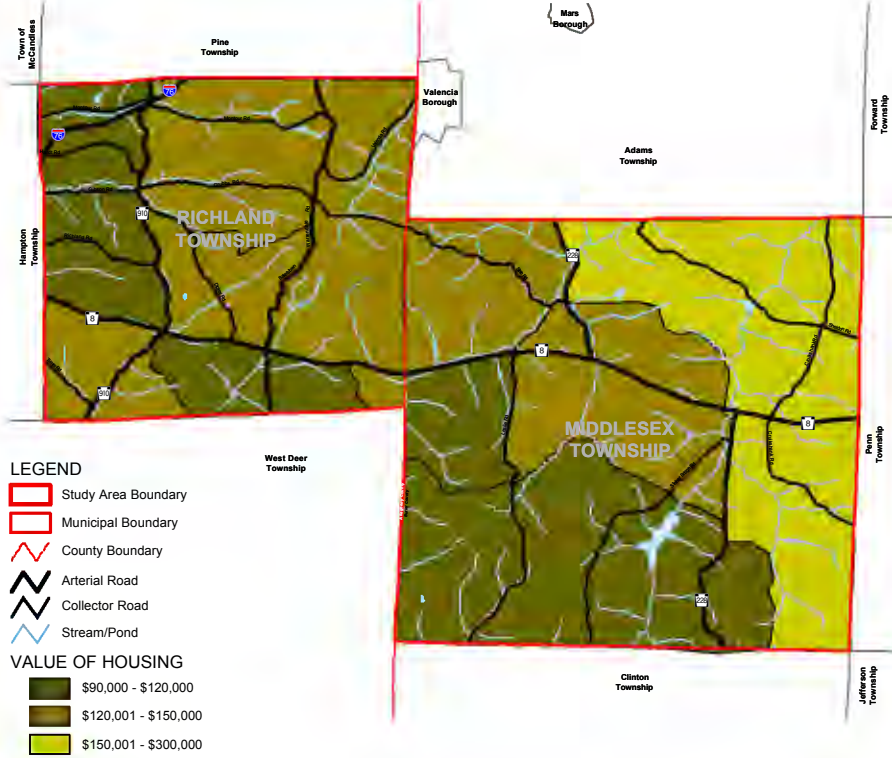 Town of
McCandless
Pine
Township
Mars
Borough
Valencia
Borough
Adams
Township
Forward
Township
76
76
910
RICHLAND
TOWNSHIP
Hampton
Township
228
8
8
910
MIDDLESEX
TOWNSHIP
8
Penn
Township
West Deer
Township
228
Clinton
Township
Jefferson
Township
LEGEND
Study Area Boundary
Municipal Boundary
County Boundary
Arterial Road
Collector Road
Stream/Pond
VALUE OF HOUSING
$90,000 - $120,000
$120,001 - $150,000
$150,001 - $300,000